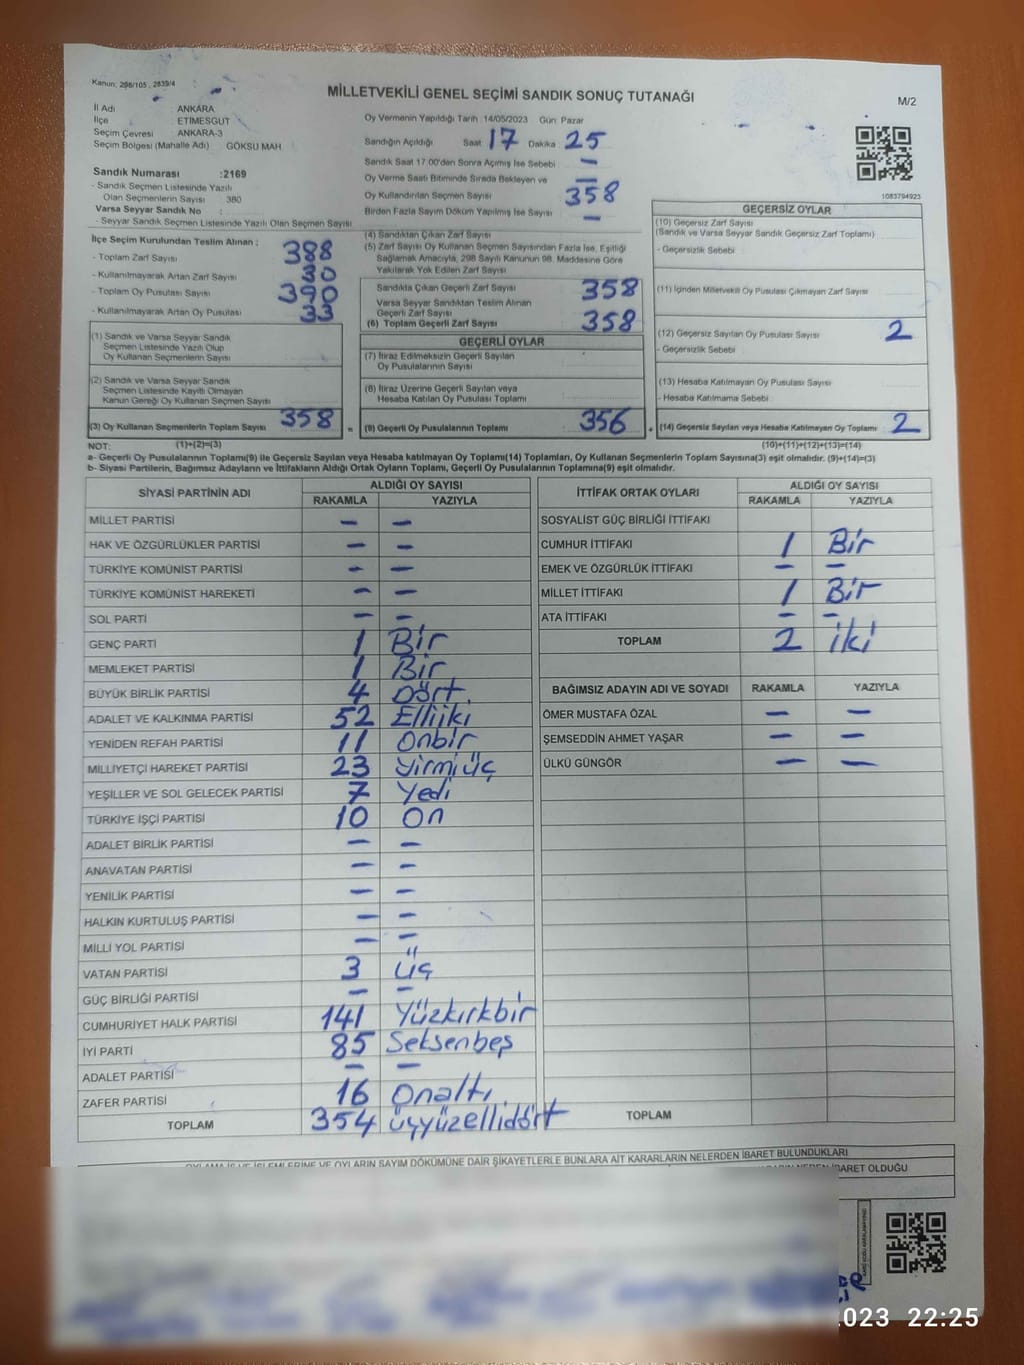 Kanun: 298/105 , 2839/4
MİLLETVEKİLİ GENEL SEÇİMİ SANDIK SONUÇ TUTANAĞI
M/2
İl Adı ANKARA
İlçe ETİMESGUT
Seçim Çevresi ANKARA-3
Seçim Bölgesi (Mahalle Adı) GÖKSU MAH
Sandık Numarası :2169
- Sandık Seçmen Listesinde Yazılı
Olan Seçmenlerin Sayısı 380
Varsa Seyyar Sandık No :
- Seyyar Sandık Seçmen Listesinde Yazılı Olan Seçmen Sayısı
Oy Vermenin Yapıldığı Tarih 14/05/2023 Gün: Pazar
Sandığın Açıldığı Saat 17 Dakika 25
Sandık Saat 17:00'den Sonra Açımış İse Sebebi –
Oy Verme Saati Bitiminde Sırada Bekleyen ve –
Oy Kullandırılan Seçmen Sayısı 358
Birden Fazla Sayım Döküm Yapılmış İse Sayısı –
1083794925
İlçe Seçim Kurulundan Teslim Alınan ;
- Toplam Zarf Sayısı 388
- Kullanılmayarak Artan Zarf Sayısı 30
- Toplam Oy Pusulası Sayısı 390
- Kullanılmayarak Artan Oy Pusulası 33
(1) Sandık ve Varsa Seyyar Sandık
Seçmen Listesinde Yazılı Olup
Oy Kullanan Seçmenlerin Sayısı
(2) Sandık ve Varsa Seyyar Sandık
Seçmen Listesinde Kayıtlı Olmayan
Kanun Gereği Oy Kullanan Seçmen Sayısı
(3) Oy Kullanan Seçmenlerin Toplam Sayısı 358 =
(4) Sandıktan Çıkan Zarf Sayısı
(5) Zarf Sayısı Oy Kullanan Seçmen Sayısından Fazla İse, Eşitliği
Sağlamak Amacıyla, 298 Sayılı Kanunun 98. Maddesine Göre
Yakılarak Yok Edilen Zarf Sayısı
Sandıkta Çıkan Geçerli Zarf Sayısı 358
Varsa Seyyar Sandıktan Teslim Alınan
Geçerli Zarf Sayısı
(6) Toplam Geçerli Zarf Sayısı 358
GEÇERLİ OYLAR
(7) İtiraz Edilmeksizin Geçerli Sayılan
Oy Pusulalarının Sayısı
(8) İtiraz Üzerine Geçerli Sayılan veya
Hesaba Katılan Oy Pusulası Toplamı
(9) Geçerli Oy Pusulalarının Toplamı 356 +
GEÇERSİZ OYLAR
(10) Geçersiz Zarf Sayısı
(Sandık ve Varsa Seyyar Sandık Geçersiz Zarf Toplamı)
- Geçersizlik Sebebi
(11) İçinden Milletvekili Oy Pusulası Çıkmayan Zarf Sayısı
(12) Geçersiz Sayılan Oy Pusulası Sayısı 2
- Geçersizlik Sebebi
(13) Hesaba Katılmayan Oy Pusulası Sayısı
- Hesaba Katılmama Sebebi
(14) Geçersiz Sayılan veya Hesaba Katılmayan Oy Toplamı 2
NOT: (1)+(2)=(3) (10)+(11)+(12)+(13)=(14)
a- Geçerli Oy Pusulalarının Toplamı(9) ile Geçersiz Sayılan veya Hesaba katılmayan Oy Toplamı(14) Toplamları, Oy Kullanan Seçmenlerin Toplam Sayısına(3) eşit olmalıdır. (9)+(14)=(3)
b- Siyasi Partilerin, Bağımsız Adayların ve İttifakların Aldığı Ortak Oyların Toplamı, Geçerli Oy Pusulalarının Toplamına(9) eşit olmalıdır.
SİYASİ PARTİNİN ADI ALDIĞI OY SAYISI
RAKAMLA YAZIYLA
MİLLET PARTİSİ – –
HAK VE ÖZGÜRLÜKLER PARTİSİ – –
TÜRKİYE KOMÜNİST PARTİSİ – –
TÜRKİYE KOMÜNİST HAREKETİ – –
SOL PARTİ – –
GENÇ PARTİ 1 Bir
MEMLEKET PARTİSİ 1 Bir
BÜYÜK BİRLİK PARTİSİ 4 Dört
ADALET VE KALKINMA PARTİSİ 52 Elliiki
YENİDEN REFAH PARTİSİ 11 Onbir
MİLLİYETÇİ HAREKET PARTİSİ 23 Yirmiüç
YEŞİLLER VE SOL GELECEK PARTİSİ 7 Yedi
TÜRKİYE İŞÇİ PARTİSİ 10 On
ADALET BİRLİK PARTİSİ – –
ANAVATAN PARTİSİ – –
YENİLİK PARTİSİ – –
HALKIN KURTULUŞ PARTİSİ – –
MİLLİ YOL PARTİSİ – –
VATAN PARTİSİ 3 Üç
GÜÇ BİRLİĞİ PARTİSİ – –
CUMHURİYET HALK PARTİSİ 141 Yüzkırkbir
İYİ PARTİ 85 Seksenbeş
ADALET PARTİSİ – –
ZAFER PARTİSİ 16 Onaltı
TOPLAM 354 üçyüzellidört
İTTİFAK ORTAK OYLARI ALDIĞI OY SAYISI
RAKAMLA YAZIYLA
SOSYALİST GÜÇ BİRLİĞİ İTTİFAKI
CUMHUR İTTİFAKI 1 Bir
EMEK VE ÖZGÜRLÜK İTTİFAKI – –
MİLLET İTTİFAKI 1 Bir
ATA İTTİFAKI – –
TOPLAM 2 iki
BAĞIMSIZ ADAYIN ADI VE SOYADI RAKAMLA YAZIYLA
ÖMER MUSTAFA ÖZAL – –
ŞEMSEDDİN AHMET YAŞAR – –
ÜLKÜ GÜNGÖR – –
TOPLAM
OYLAMA İŞ VE İŞLEMLERİNE VE OYLARIN SAYIM DÖKÜMÜNE DAİR ŞİKAYETLERLE BUNLARA AİT KARARLARIN NELERDEN İBARET BULUNDUKLARI
İBARET OLDUĞU
.2023 22:25